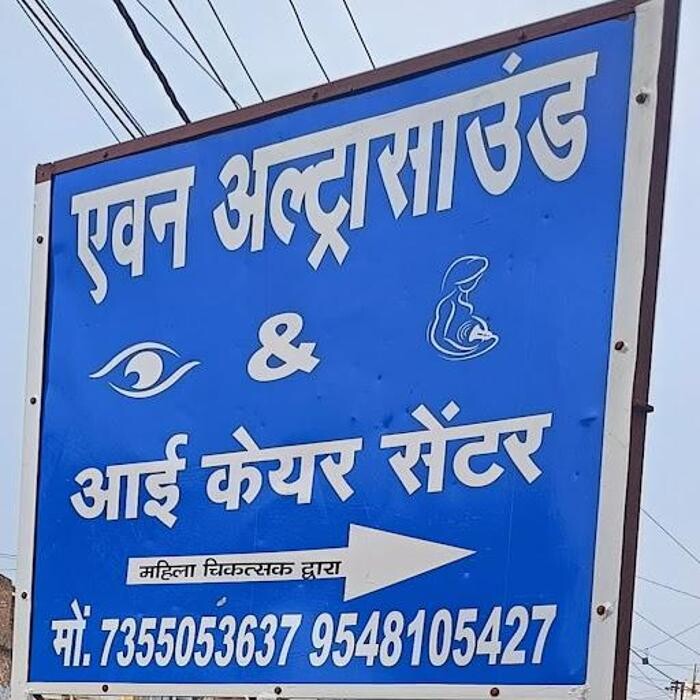 एवन अल्ट्रासाउंड
&
आई केयर सेंटर
महिला चिकत्सक द्वारा
मों. 7355053637 9548105427